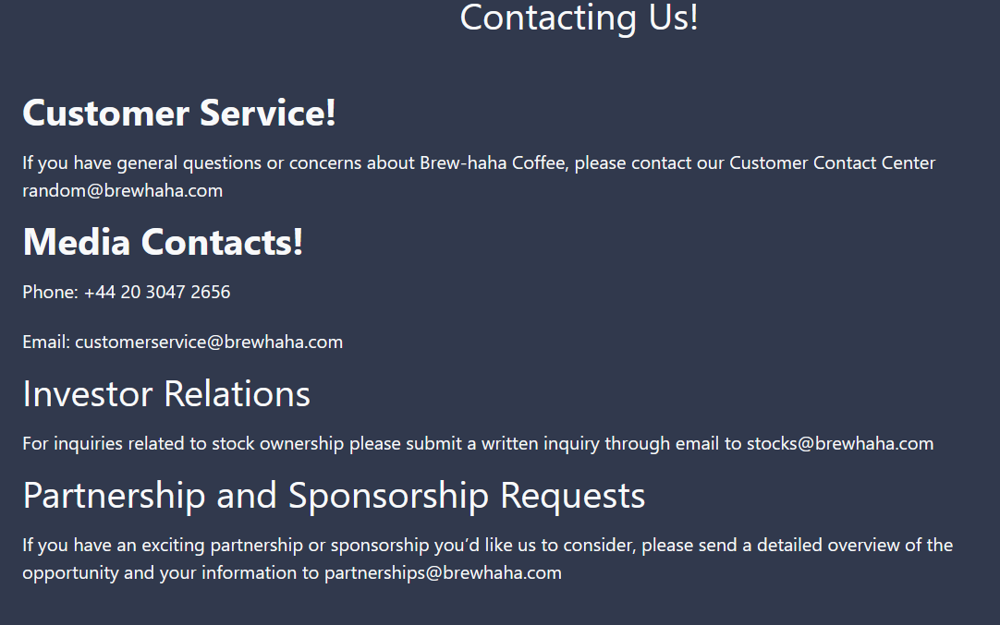 Contacting Us!
Customer Service!
If you have general questions or concerns about Brew-haha Coffee, please contact our Customer Contact Center
random@brewhaha.com
Media Contacts!
Phone: +44 20 3047 2656
Email: customerservice@brewhaha.com
Investor Relations
For inquiries related to stock ownership please submit a written inquiry through email to stocks@brewhaha.com
Partnership and Sponsorship Requests
If you have an exciting partnership or sponsorship you’d like us to consider, please send a detailed overview of the
opportunity and your information to partnerships@brewhaha.com